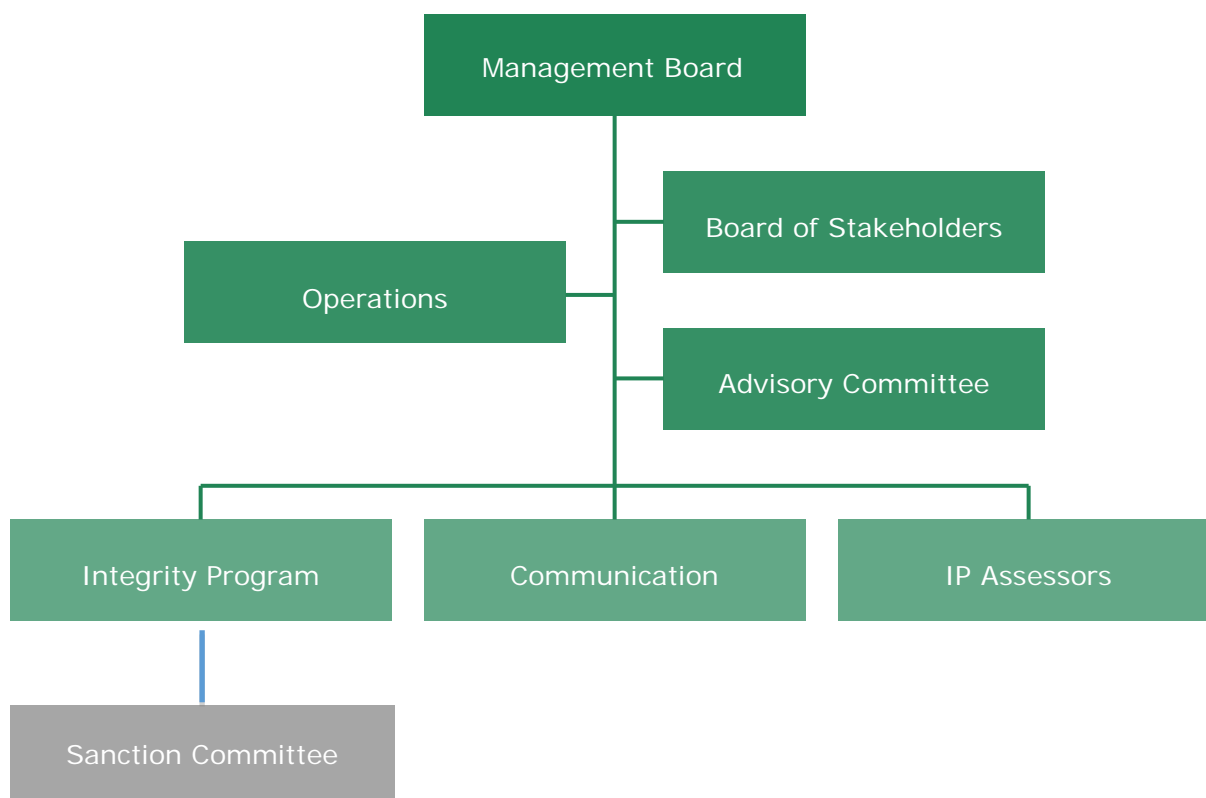 Management Board
Board of Stakeholders
Operations
Advisory Committee
Integrity Program
Communication
IP Assessors
Sanction Committee